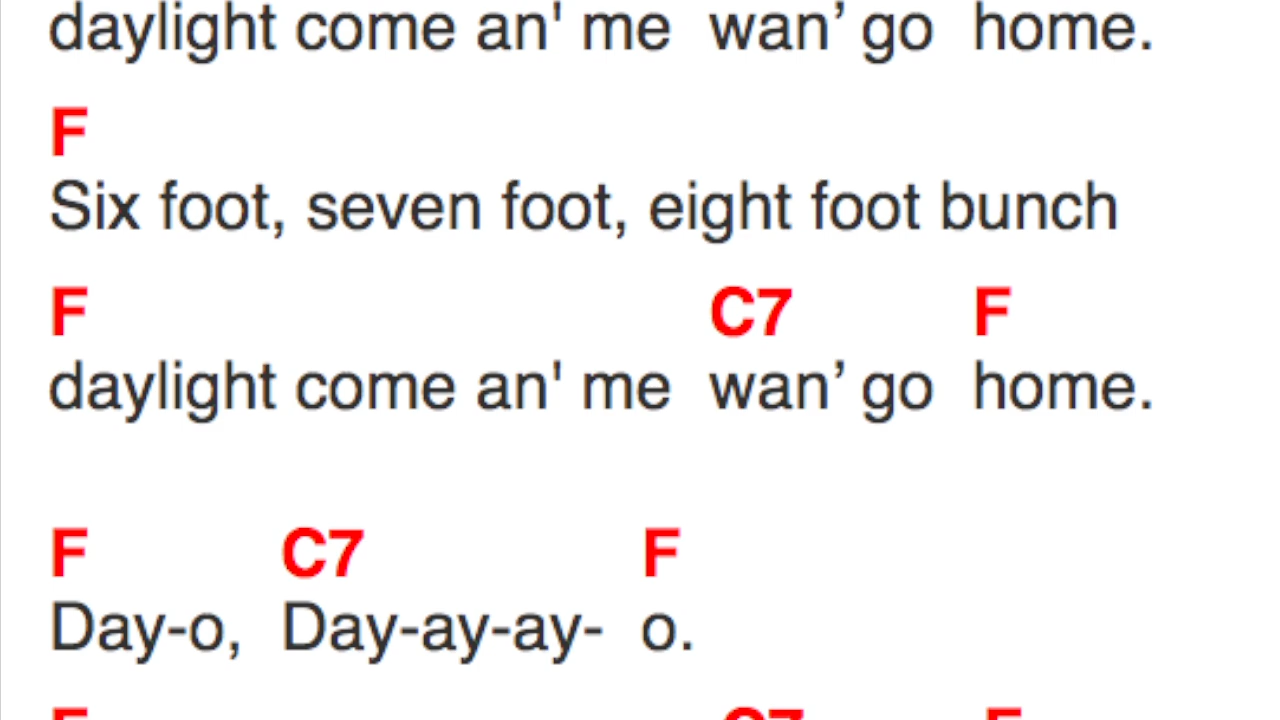 daylight come an' me  wan’ go  home.
F
Six foot, seven foot, eight foot bunch
F C7 F
daylight come an' me  wan’ go  home.
F C7 F
Day-o,  Day-ay-ay-  o.
F C7 F